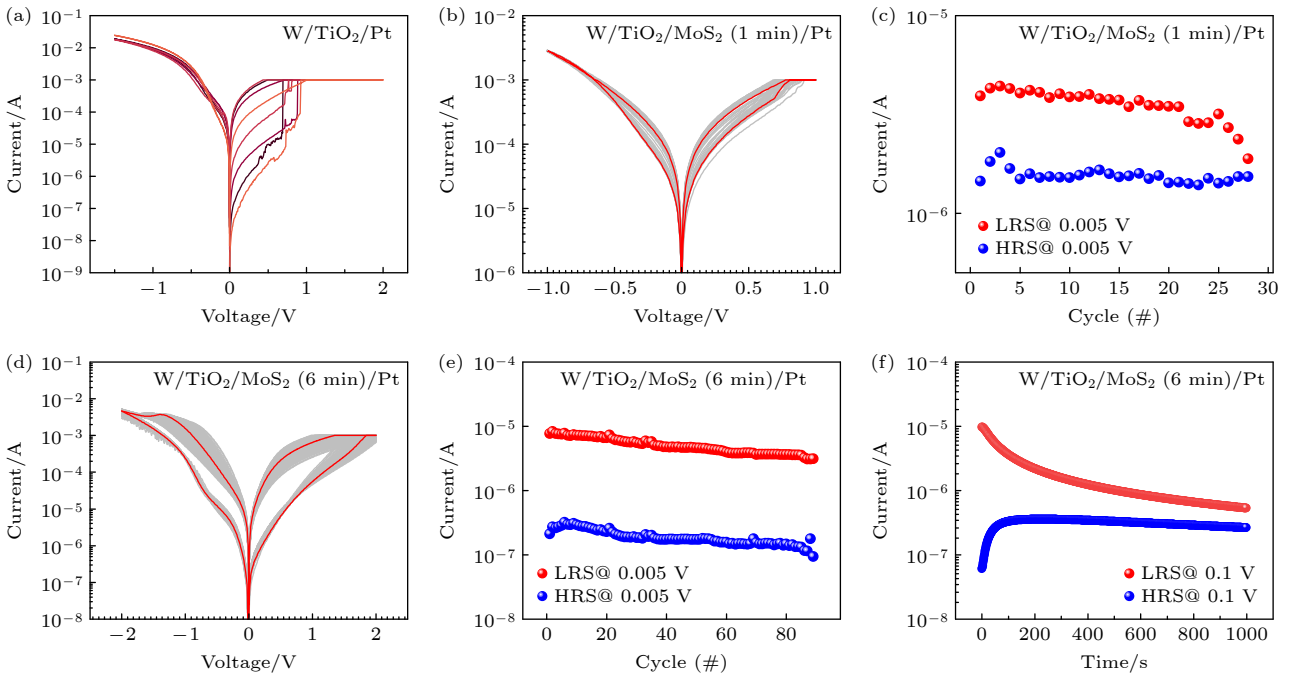 (a)
W/TiO₂/Pt
10⁻¹
10⁻²
10⁻³
10⁻⁴
10⁻⁵
10⁻⁶
10⁻⁷
10⁻⁸
10⁻⁹
Current/A
−1 0 1 2
Voltage/V
(b)
W/TiO₂/MoS₂ (1 min)/Pt
10⁻²
10⁻³
10⁻⁴
10⁻⁵
10⁻⁶
Current/A
−1.0 −0.5 0 0.5 1.0
Voltage/V
(c)
W/TiO₂/MoS₂ (1 min)/Pt
10⁻⁵
10⁻⁶
Current/A
LRS@ 0.005 V
HRS@ 0.005 V
0 5 10 15 20 25 30
Cycle (#)
(d)
W/TiO₂/MoS₂ (6 min)/Pt
10⁻¹
10⁻²
10⁻³
10⁻⁴
10⁻⁵
10⁻⁶
10⁻⁷
10⁻⁸
Current/A
−2 −1 0 1 2
Voltage/V
(e)
W/TiO₂/MoS₂ (6 min)/Pt
10⁻⁴
10⁻⁵
10⁻⁶
10⁻⁷
10⁻⁸
Current/A
LRS@ 0.005 V
HRS@ 0.005 V
0 20 40 60 80
Cycle (#)
(f)
W/TiO₂/MoS₂ (6 min)/Pt
10⁻⁴
10⁻⁵
10⁻⁶
10⁻⁷
10⁻⁸
Current/A
LRS@ 0.1 V
HRS@ 0.1 V
0 200 400 600 800 1000
Time/s